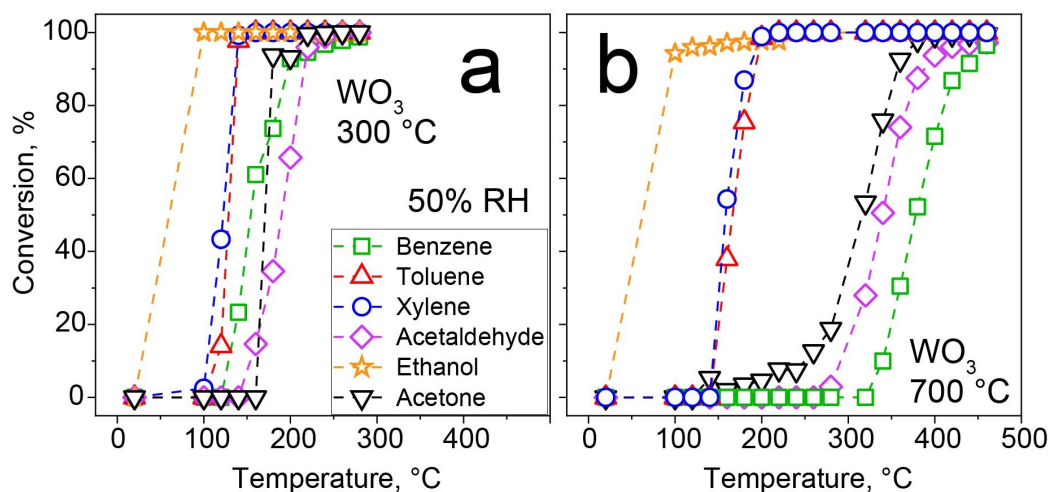 a
WO3
300 °C
50% RH
Benzene
Toluene
Xylene
Acetaldehyde
Ethanol
Acetone
Conversion, %
100
80
60
40
20
0
0 100 200 300 400
Temperature, °C
b
WO3
700 °C
0 100 200 300 400 500
Temperature, °C